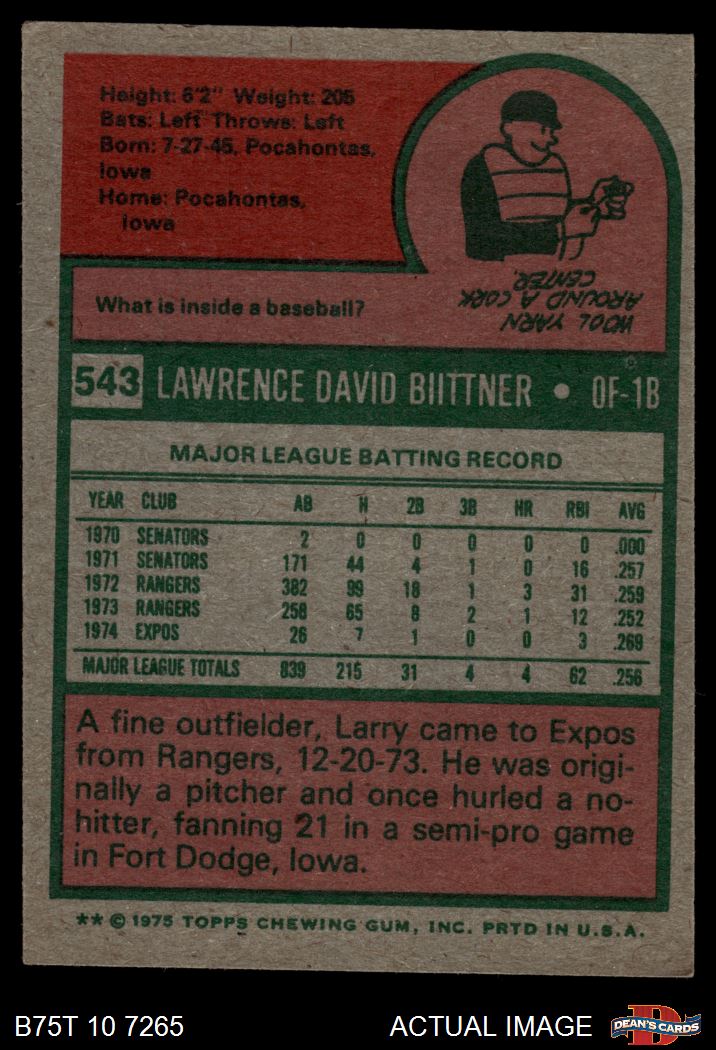 Height: 6'2" Weight: 205
Bats: Left Throws: Left
Born: 7-27-45, Pocahontas,
Iowa
Home: Pocahontas,
Iowa
What is inside a baseball?
WOOL YARN
AROUND A CORK
CENTER.
543 LAWRENCE DAVID BIITTNER • OF-1B
MAJOR LEAGUE BATTING RECORD
YEAR CLUB AB H 2B 3B HR RBI AVG
1970 SENATORS 2 0 0 0 0 0 .000
1971 SENATORS 171 44 4 1 0 16 .257
1972 RANGERS 382 99 18 1 3 31 .259
1973 RANGERS 258 65 8 2 1 12 .252
1974 EXPOS 26 7 1 0 0 3 .269
MAJOR LEAGUE TOTALS 839 215 31 4 4 62 .256
A fine outfielder, Larry came to Expos
from Rangers, 12-20-73. He was origi-
nally a pitcher and once hurled a no-
hitter, fanning 21 in a semi-pro game
in Fort Dodge, Iowa.
** © 1975 TOPPS CHEWING GUM, INC. PRTD IN U.S.A.
B75T 10 7265 ACTUAL IMAGE D DEAN'S CARDS